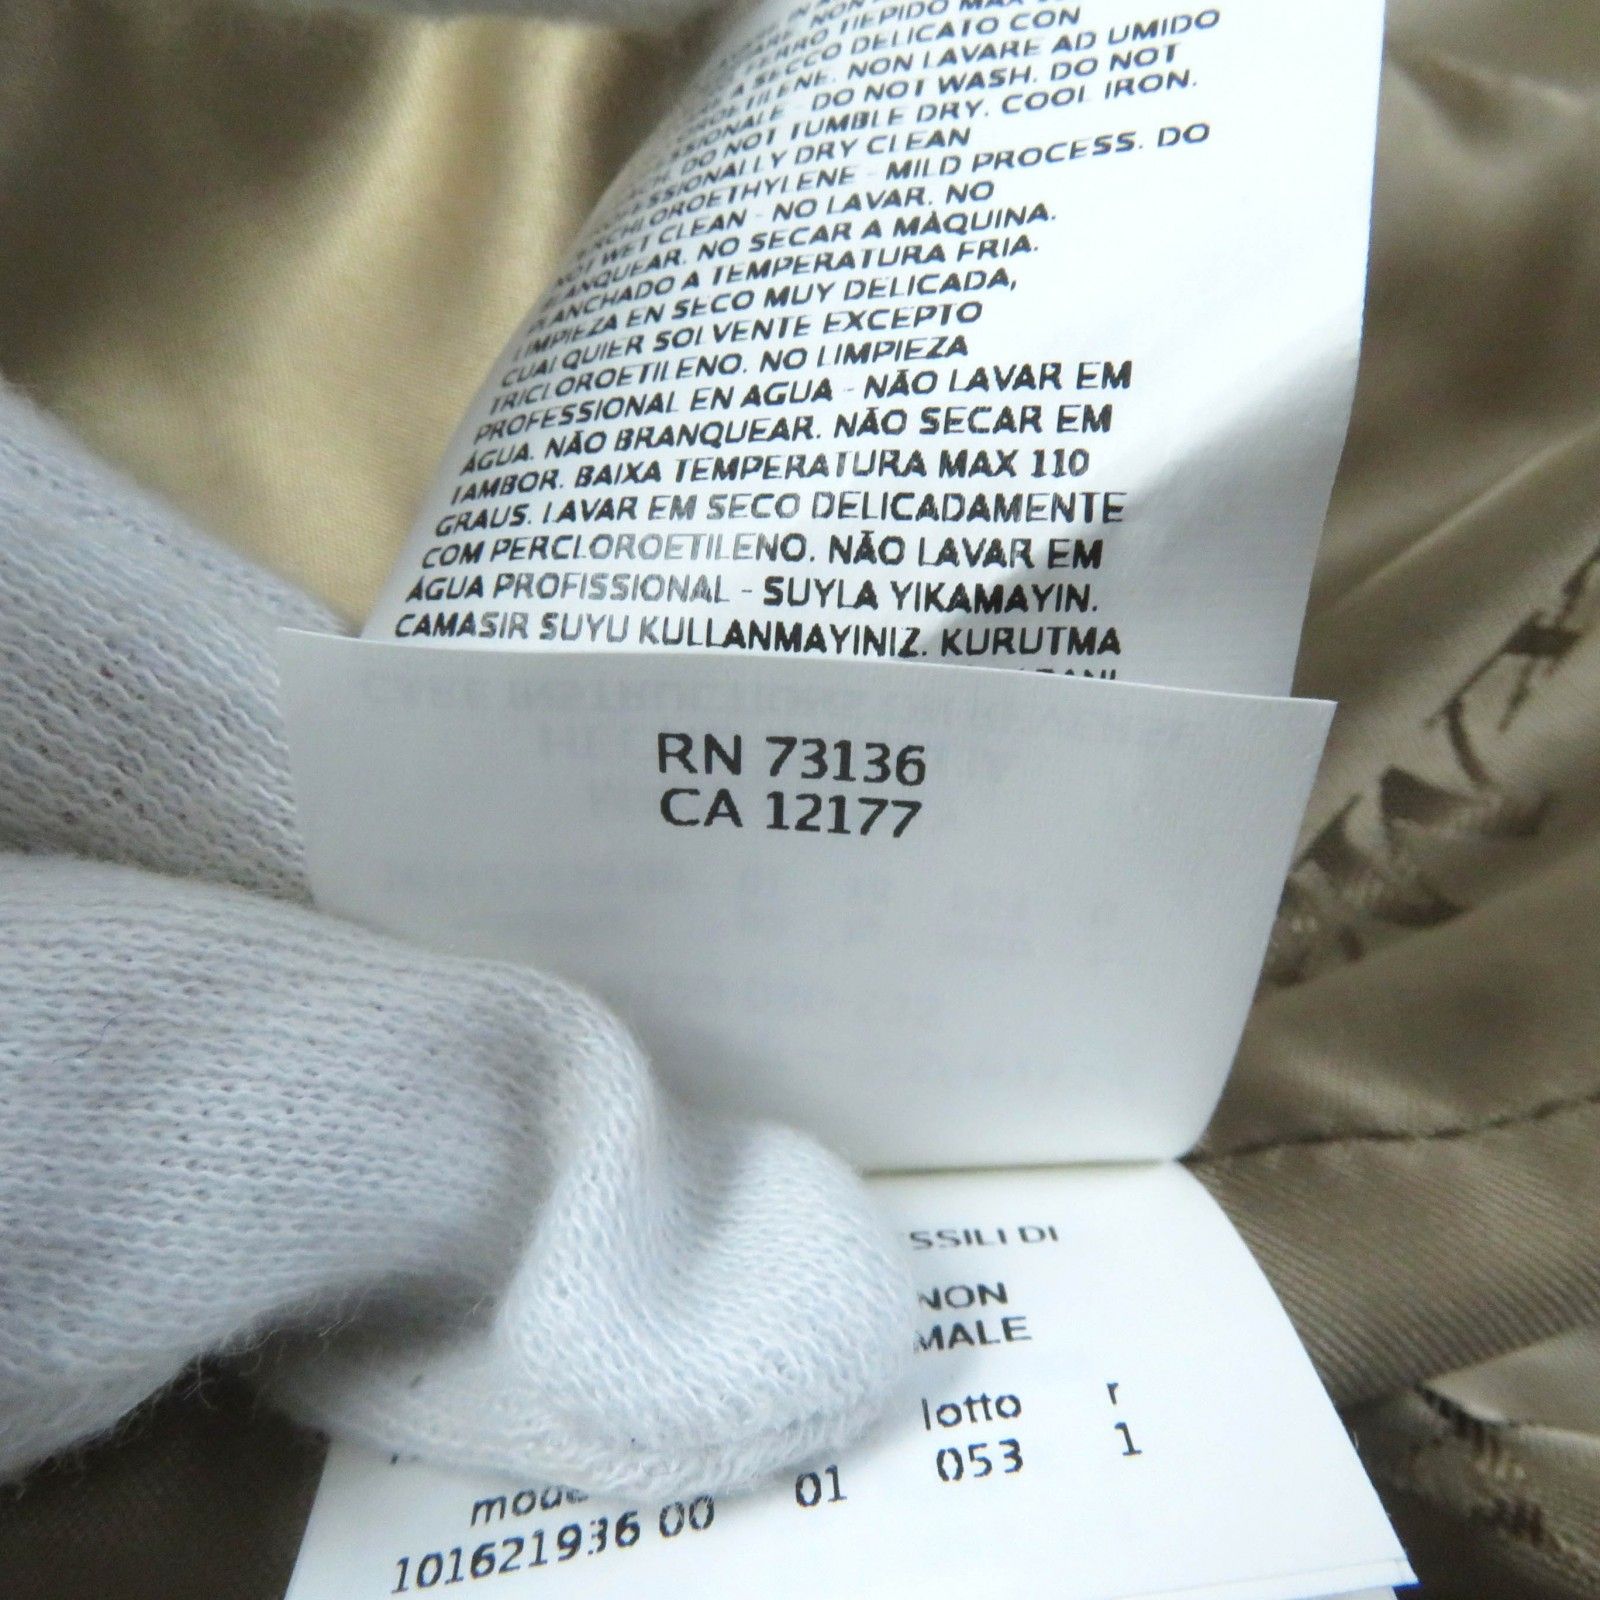 NON
TIEPIDO MAX
A SECCO DELICATO CON
NON LAVARE AD UMIDO
- DO NOT WASH. DO NOT
DO NOT TUMBLE DRY. COOL IRON.
DRY CLEAN
- MILD PROCESS. DO
WET CLEAN - NO LAVAR. NO
NO SECAR A MÁQUINA.
A TEMPERATURA FRIA.
LIMPIEZA EN SECO MUY DELICADA,
CUALQUIER SOLVENTE EXCEPTO
TRICLOROETILENO. NO LIMPIEZA
PROFESSIONAL EN AGUA - NÃO LAVAR EM
ÁGUA. NÃO BRANQUEAR. NÃO SECAR EM
TAMBOR. BAIXA TEMPERATURA MAX 110
GRAUS. LAVAR EM SECO DELICADAMENTE
COM PERCLOROETILENO. NÃO LAVAR EM
ÁGUA PROFISSIONAL - SUYLA YIKAMAYIN.
CAMASIR SUYU KULLANMAYINIZ. KURUTMA
RN 73136
CA 12177
DI
NON
lotto r
101621936 00 01 053 1